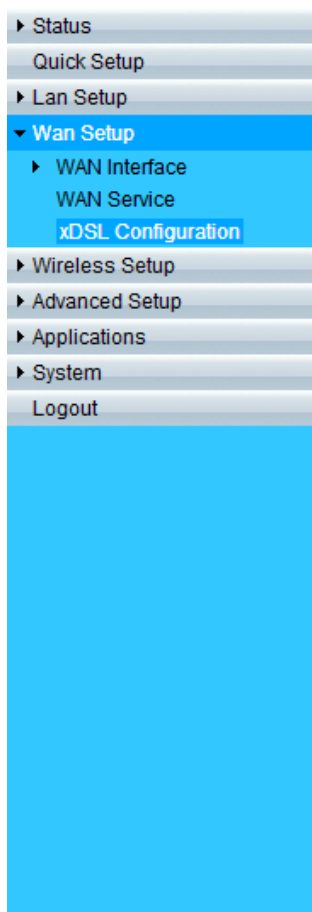 Status
Quick Setup
Lan Setup
Wan Setup
WAN Interface
WAN Service
xDSL Configuration
Wireless Setup
Advanced Setup
Applications
System
Logout